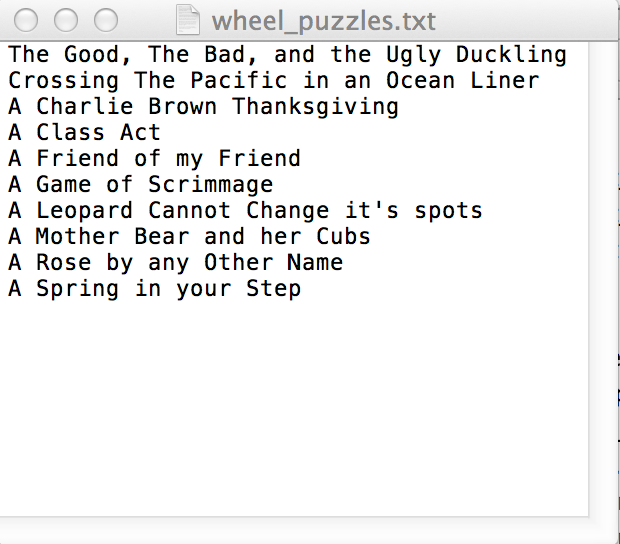 wheel_puzzles.txt
The Good, The Bad, and the Ugly Duckling
Crossing The Pacific in an Ocean Liner
A Charlie Brown Thanksgiving
A Class Act
A Friend of my Friend
A Game of Scrimmage
A Leopard Cannot Change it's spots
A Mother Bear and her Cubs
A Rose by any Other Name
A Spring in your Step